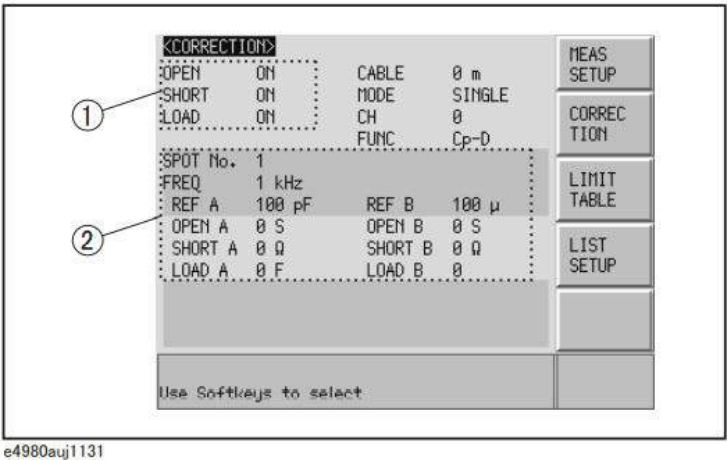 <CORRECTION>
OPEN ON CABLE 0 m
SHORT ON MODE SINGLE
LOAD ON CH 0
FUNC Cp-D
SPOT No. 1
FREQ 1 kHz
REF A 100 pF REF B 100 μ
OPEN A 0 S OPEN B 0 S
SHORT A 0 Ω SHORT B 0 Ω
LOAD A 0 F LOAD B 0
Use Softkeys to select
MEAS
SETUP
CORREC
TION
LIMIT
TABLE
LIST
SETUP
1
2
e4980auj1131